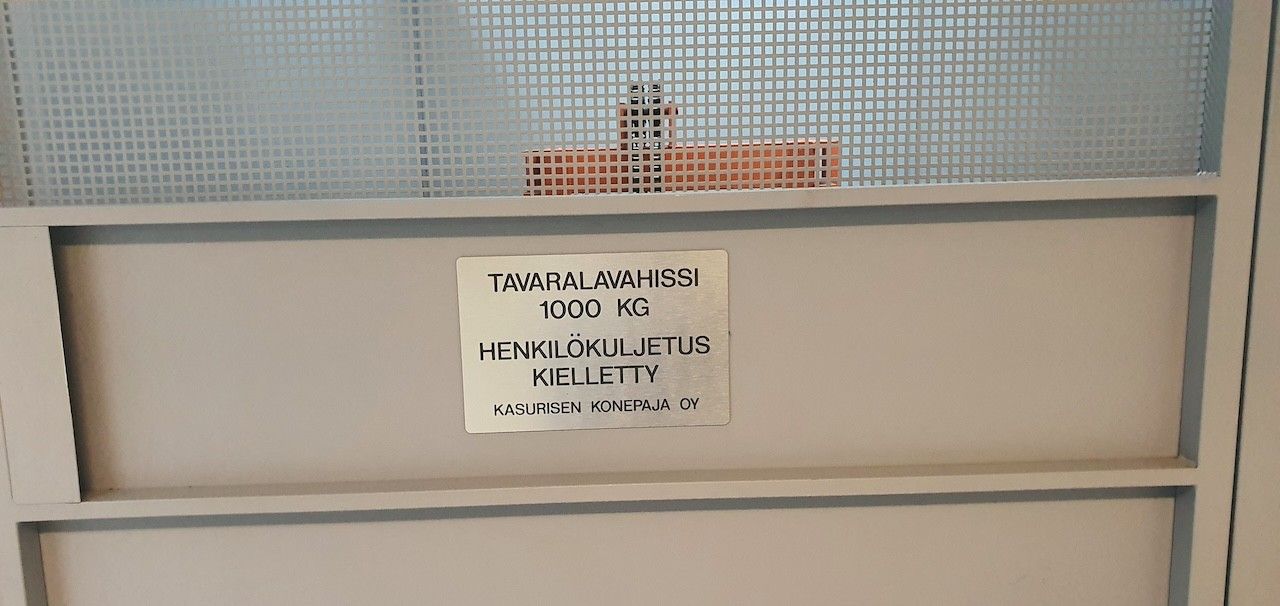 TAVARALAVAHISSI
1000 KG
HENKILÖKULJETUS
KIELLETTY
KASURISEN KONEPAJA OY